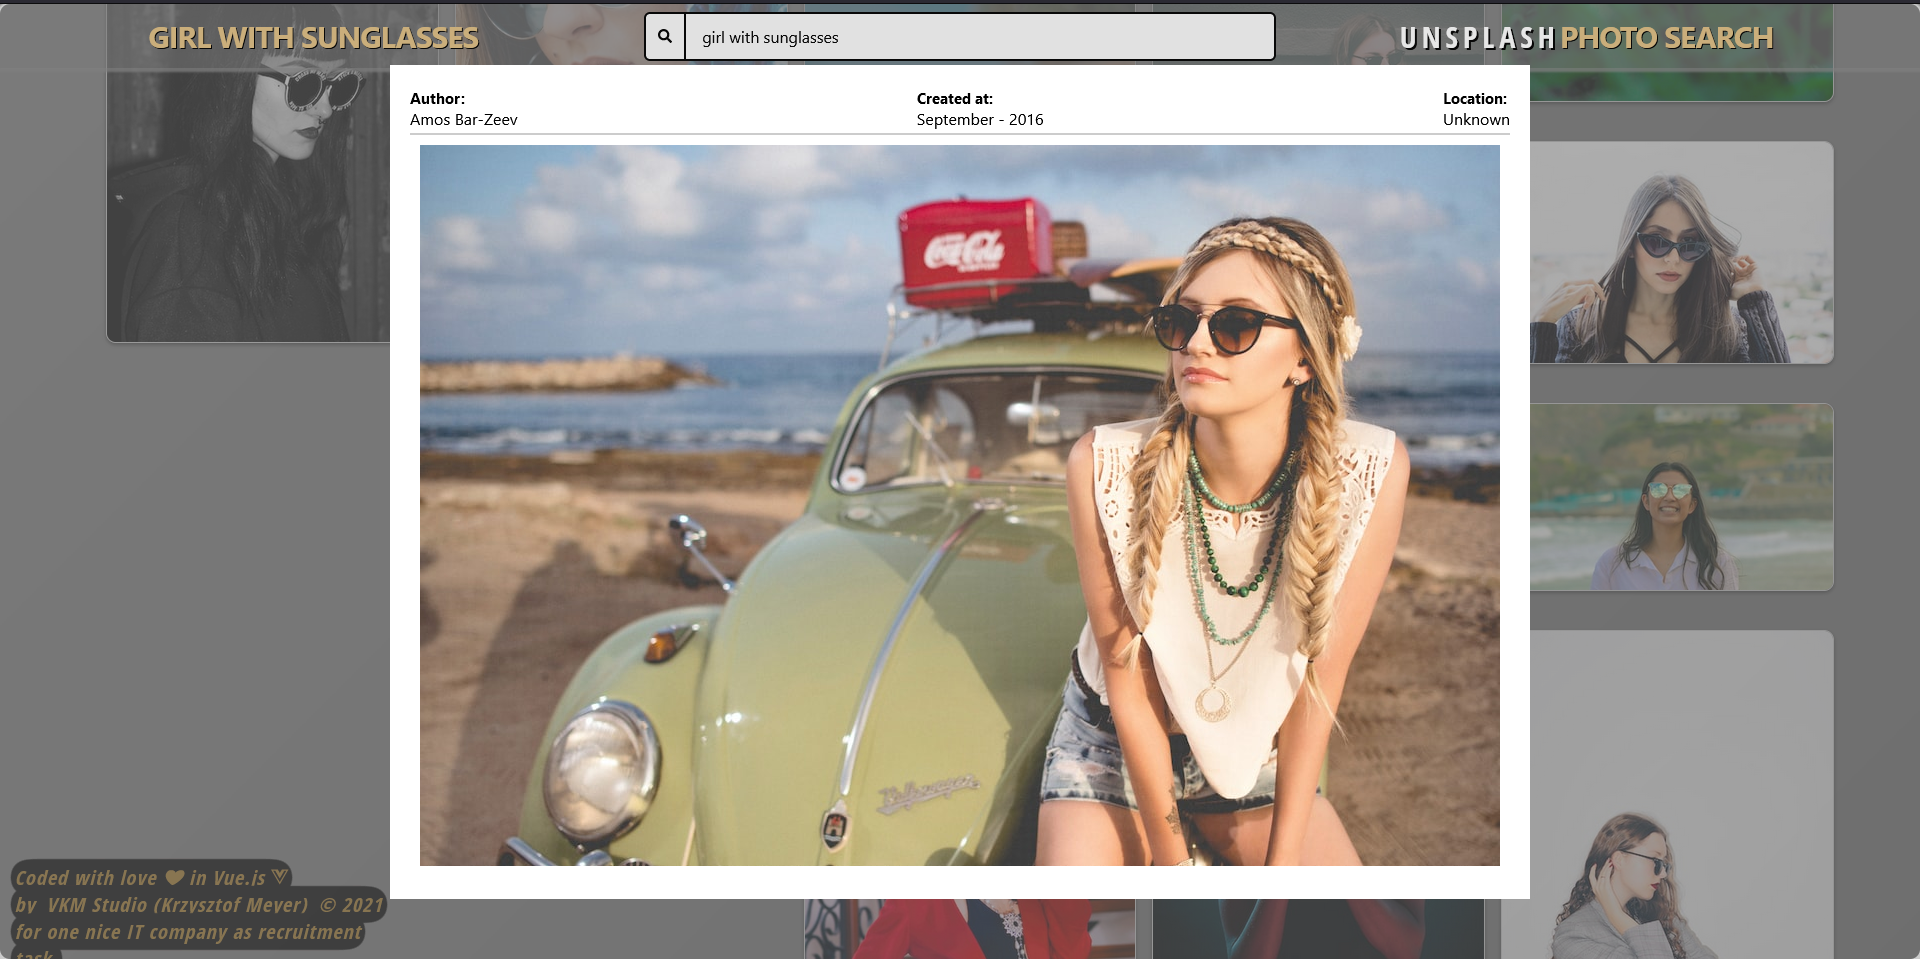 GIRL WITH SUNGLASSES
girl with sunglasses
UNSPLASH PHOTO SEARCH
Author:
Amos Bar-Zeev
Created at:
September - 2016
Location:
Unknown
Coca-Cola
Volkswagen
Coded with love ♥ in Vue.js
by VKM Studio (Krzysztof Meyer) © 2021
for one nice IT company as recruitment
task